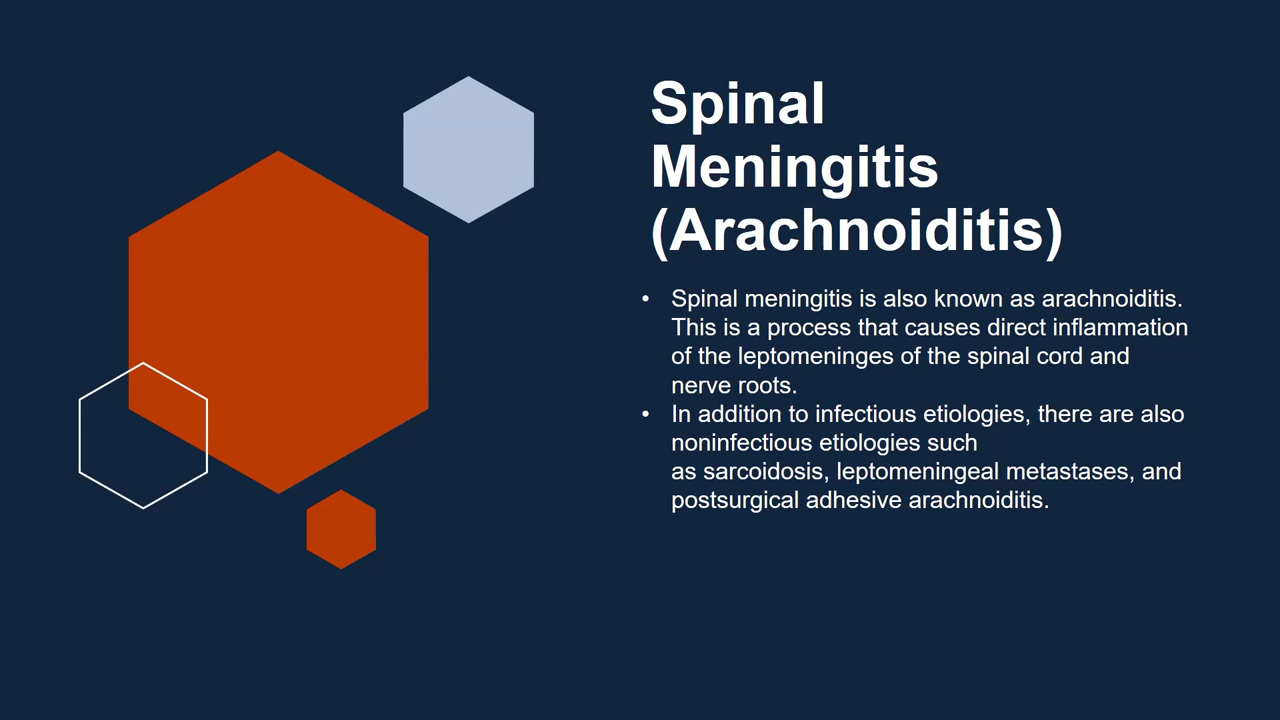 Spinal
Meningitis
(Arachnoiditis)
• Spinal meningitis is also known as arachnoiditis.
This is a process that causes direct inflammation
of the leptomeninges of the spinal cord and
nerve roots.
• In addition to infectious etiologies, there are also
noninfectious etiologies such
as sarcoidosis, leptomeningeal metastases, and
postsurgical adhesive arachnoiditis.